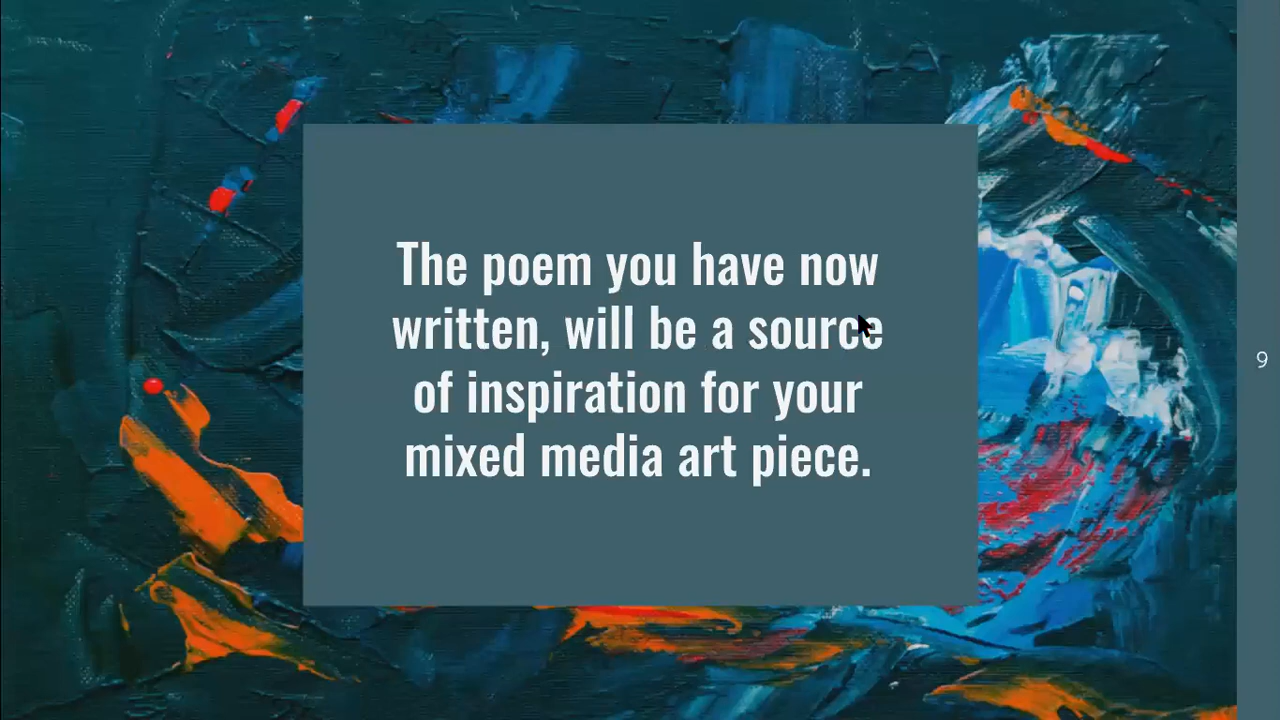 The poem you have now
written, will be a source
of inspiration for your
mixed media art piece.
9